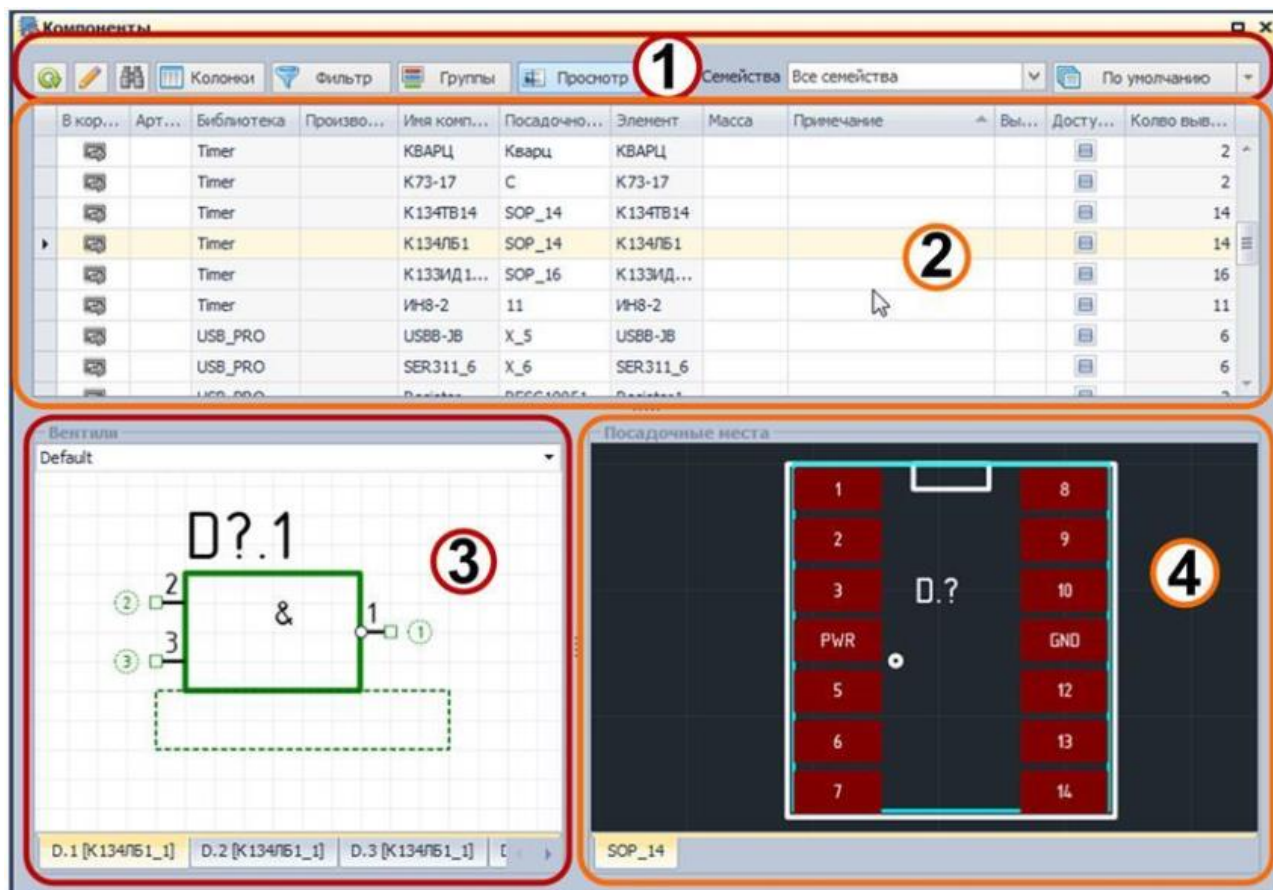 Компоненты
Колонки Фильтр Группы Просмотр 1 Семейства Все семейства По умолчанию
В кор... Арт... Библиотека Произво... Имя комп... Посадочно... Элемент Масса Примечание Вы... Досту... Колво выв...
Timer КВАРЦ Кварц КВАРЦ 2
Timer К73-17 С К73-17 2
Timer К134ТВ14 SOP_14 К134ТВ14 14
Timer К134ЛБ1 SOP_14 К134ЛБ1 14
2
Timer К133ИД1... SOP_16 К133ИД... 16
Timer ИН8-2 11 ИН8-2 11
USB_PRO USBB-JB X_5 USBB-JB 6
USB_PRO SER311_6 X_6 SER311_6 6
Вентили
Default
D?.1
2 2 & 1 1
3 3
3
D.1 [К134ЛБ1_1] D.2 [К134ЛБ1_1] D.3 [К134ЛБ1_1]
Посадочные места
1 8
2 9
3 D.? 10
PWR GND
5 12
6 13
7 14
4
SOP_14